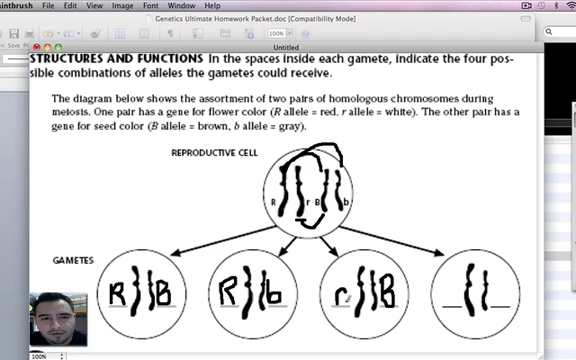 intbrush File Edit View Image Colors Window Help
Genetics Ultimate Homework Packet.doc [Compatibility Mode]
100%
Untitled
STRUCTURES AND FUNCTIONS In the spaces inside each gamete, indicate the four pos-
sible combinations of alleles the gametes could receive.
The diagram below shows the assortment of two pairs of homologous chromosomes during
meiosis. One pair has a gene for flower color (R allele = red, r allele = white). The other pair has a
gene for seed color (B allele = brown, b allele = gray).
REPRODUCTIVE CELL
R r B b
GAMETES
R B R b r B
100%